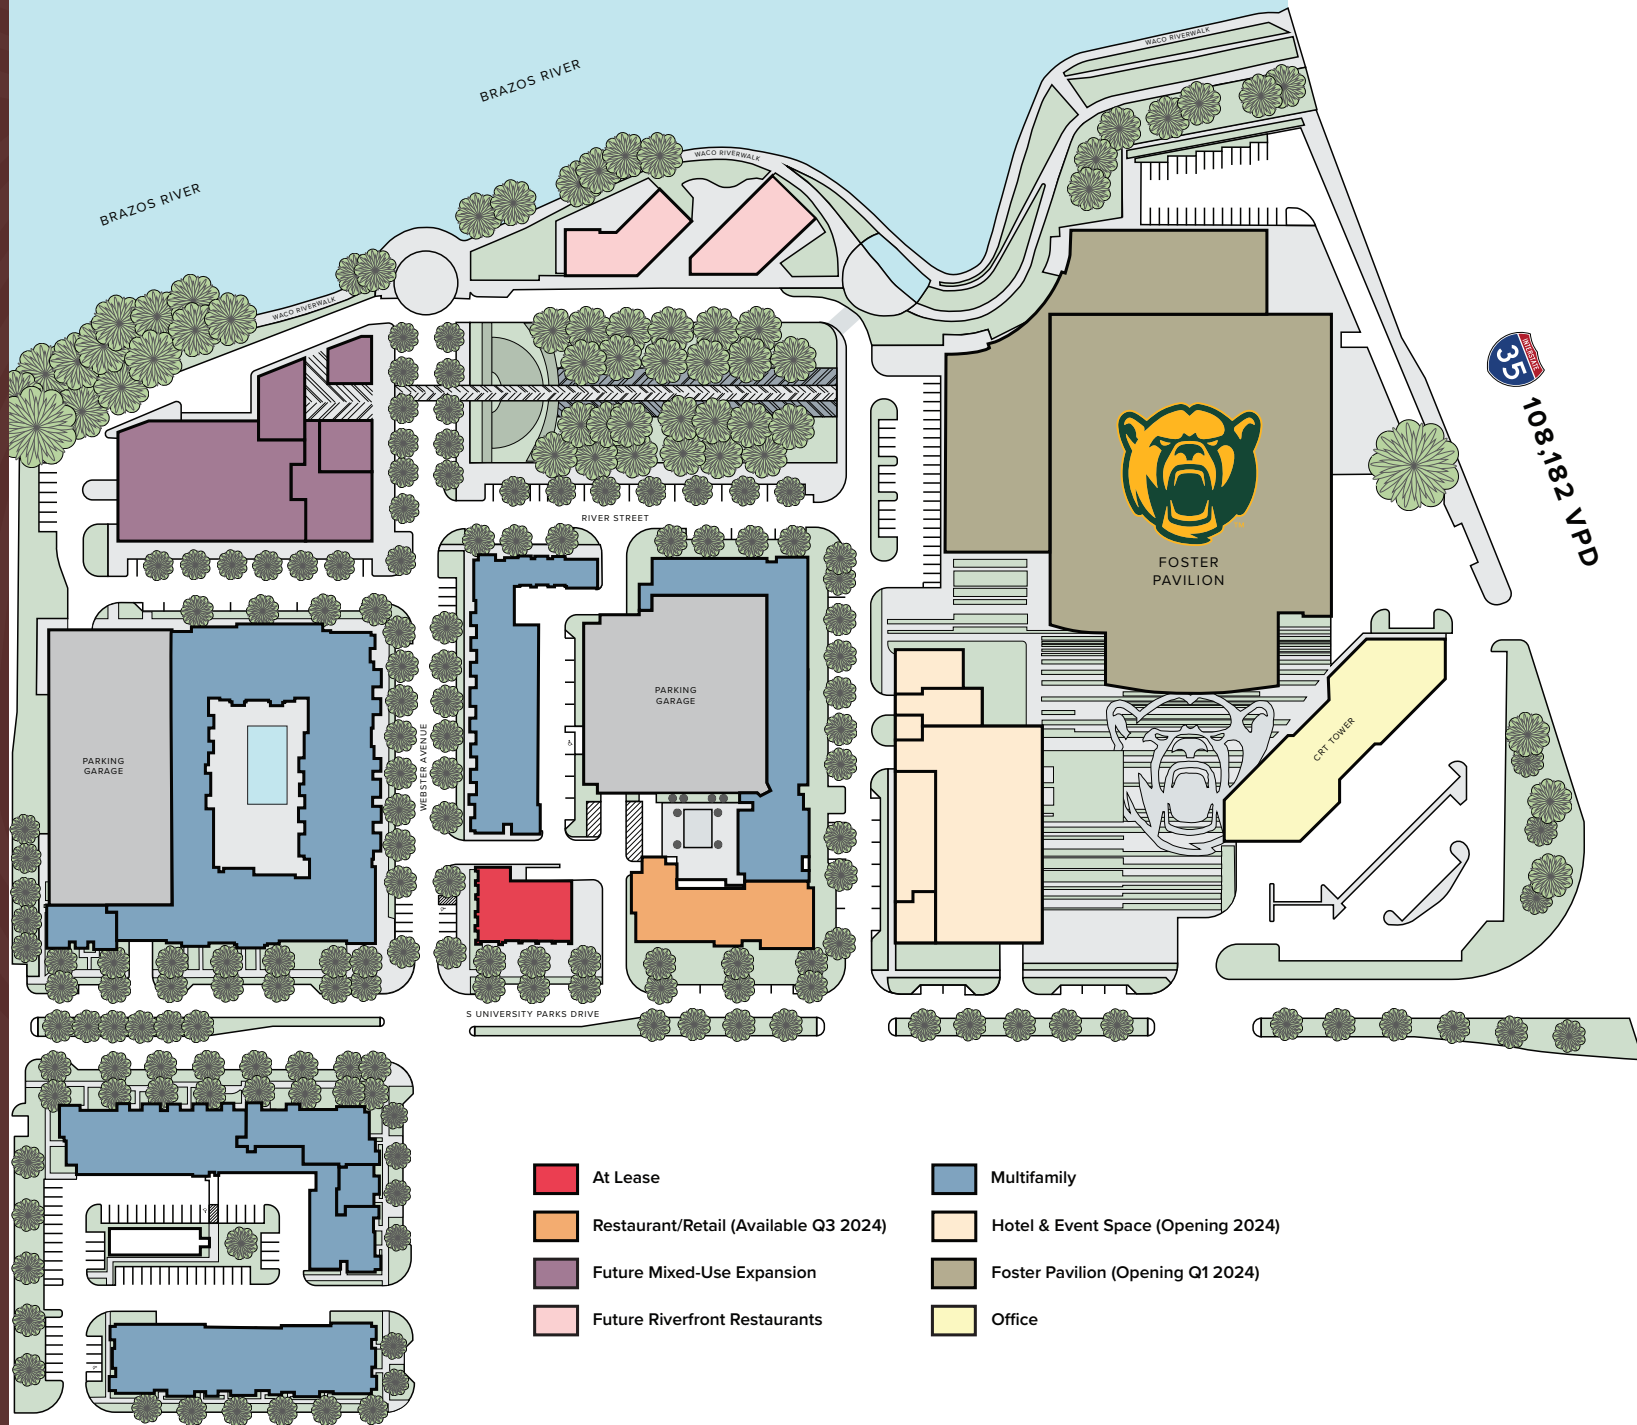 WACO RIVERWALK
BRAZOS RIVER
WACO RIVERWALK
BRAZOS RIVER
WACO RIVERWALK
INTERSTATE
35
108,182 VPD
RIVER STREET
FOSTER
PAVILION
TM
PARKING
GARAGE
WEBSTER AVENUE
PARKING
GARAGE
CRT TOWER
S UNIVERSITY PARKS DRIVE
At Lease
Restaurant/Retail (Available Q3 2024)
Future Mixed-Use Expansion
Future Riverfront Restaurants
Multifamily
Hotel & Event Space (Opening 2024)
Foster Pavilion (Opening Q1 2024)
Office